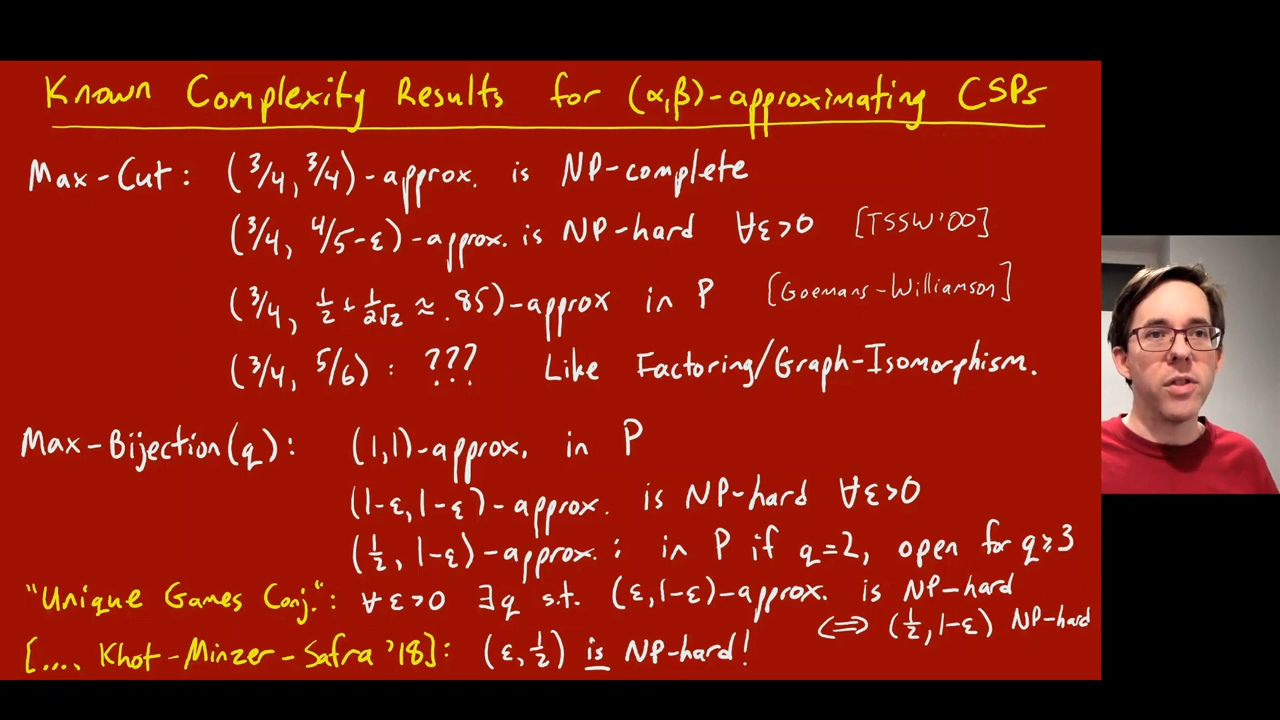 Known Complexity Results for (α,β)-approximating CSPs
Max-Cut: (3/4, 3/4)-approx. is NP-complete
(3/4, 4/5-ε)-approx. is NP-hard ∀ε>0 [TSSW'00]
(3/4, 1/2 + 1/2√2 ≈ .85)-approx in P [Goemans-Williamson]
(3/4, 5/6) : ??? Like Factoring/Graph-Isomorphism.
Max-Bijection(q): (1,1)-approx. in P
(1-ε, 1-ε)-approx. is NP-hard ∀ε>0
(1/2, 1-ε)-approx. : in P if q=2, open for q≥3
"Unique Games Conj.": ∀ε>0 ∃q s.t. (ε,1-ε)-approx. is NP-hard
⟺ (1/2, 1-ε) NP-hard
[...., Khot-Minzer-Safra '18]: (ε, 1/2) is NP-hard!